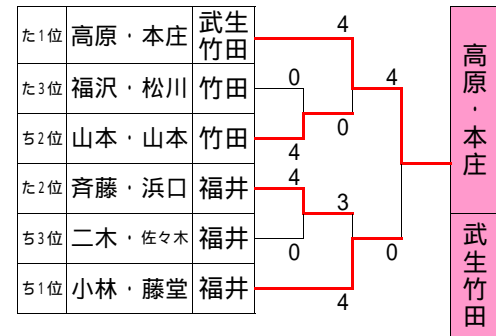 た1位 高原・本庄 武生
竹田
た3位 福沢・松川 竹田
ち2位 山本・山本 竹田
た2位 斉藤・浜口 福井
ち3位 二木・佐々木 福井
ち1位 小林・藤堂 福井
4
0
4
0
4
4
3
0
0
4
高原・本庄
武生竹田